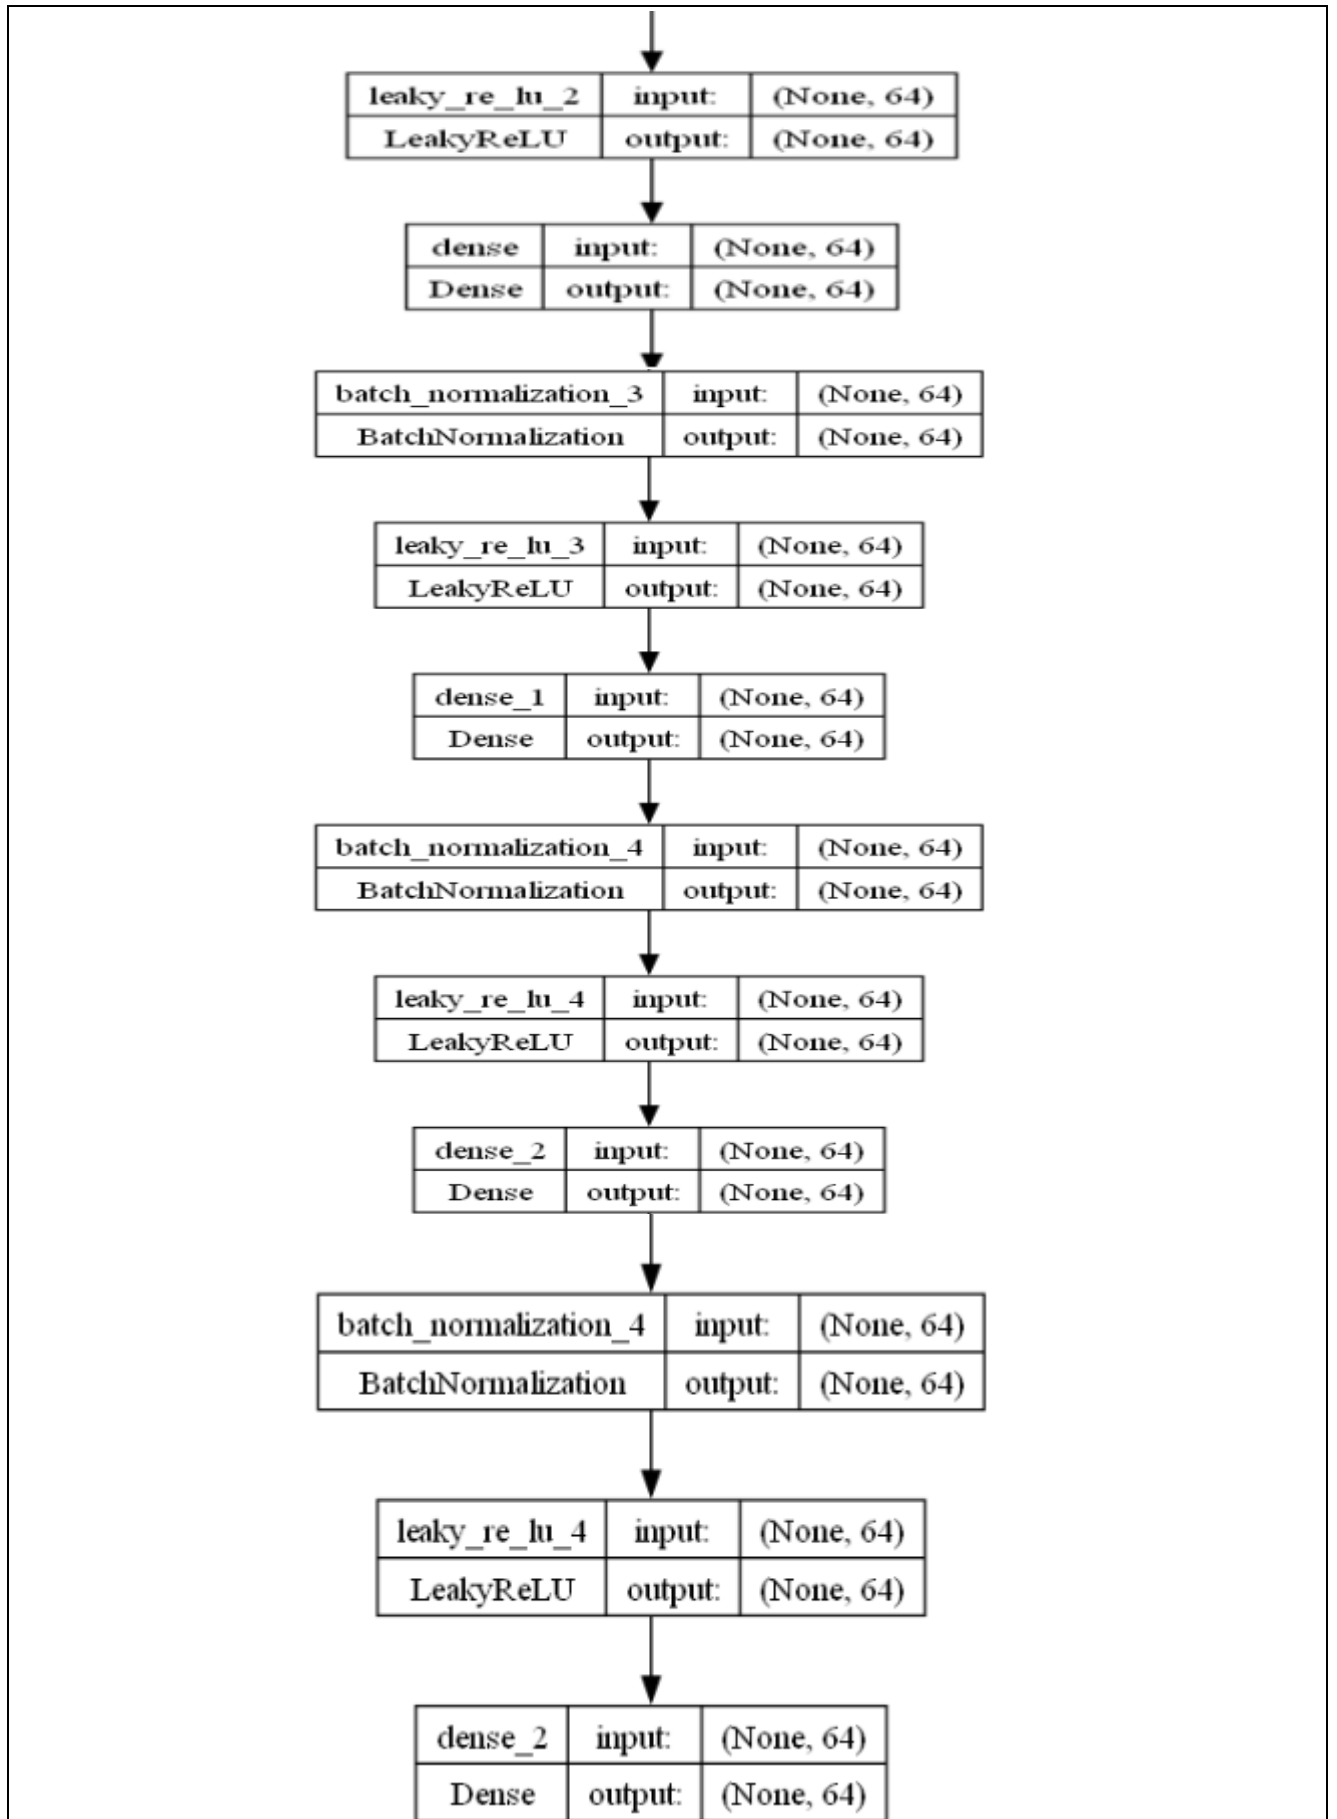 leaky_re_lu_2 input: (None, 64)
LeakyReLU output: (None, 64)
dense input: (None, 64)
Dense output: (None, 64)
batch_normalization_3 input: (None, 64)
BatchNormalization output: (None, 64)
leaky_re_lu_3 input: (None, 64)
LeakyReLU output: (None, 64)
dense_1 input: (None, 64)
Dense output: (None, 64)
batch_normalization_4 input: (None, 64)
BatchNormalization output: (None, 64)
leaky_re_lu_4 input: (None, 64)
LeakyReLU output: (None, 64)
dense_2 input: (None, 64)
Dense output: (None, 64)
batch_normalization_4 input: (None, 64)
BatchNormalization output: (None, 64)
leaky_re_lu_4 input: (None, 64)
LeakyReLU output: (None, 64)
dense_2 input: (None, 64)
Dense output: (None, 64)